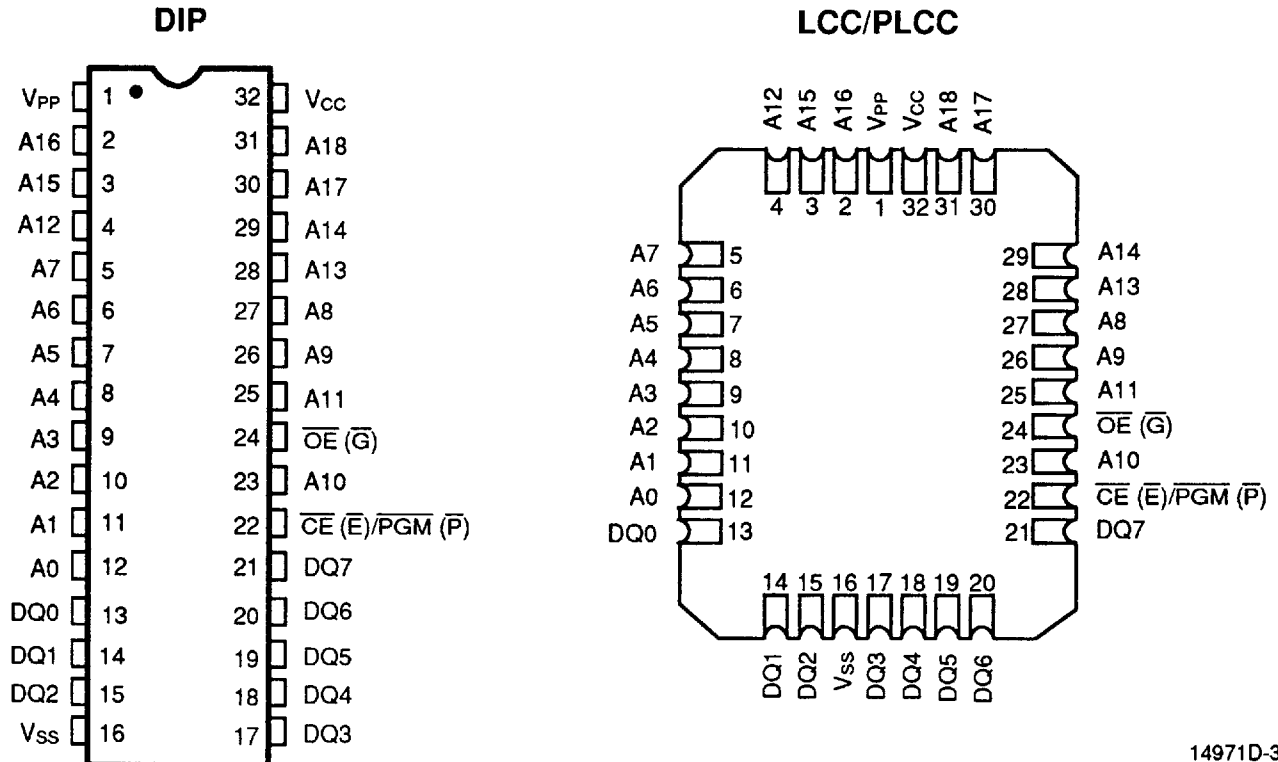 DIP
VPP 1 32 VCC
A16 2 31 A18
A15 3 30 A17
A12 4 29 A14
A7 5 28 A13
A6 6 27 A8
A5 7 26 A9
A4 8 25 A11
A3 9 24 O̅E̅ (G̅)
A2 10 23 A10
A1 11 22 C̅E̅ (E̅)/P̅G̅M̅ (P̅)
A0 12 21 DQ7
DQ0 13 20 DQ6
DQ1 14 19 DQ5
DQ2 15 18 DQ4
VSS 16 17 DQ3
LCC/PLCC
A12 A15 A16 VPP VCC A18 A17
4 3 2 1 32 31 30
A7 5 29 A14
A6 6 28 A13
A5 7 27 A8
A4 8 26 A9
A3 9 25 A11
A2 10 24 O̅E̅ (G̅)
A1 11 23 A10
A0 12 22 C̅E̅ (E̅)/P̅G̅M̅ (P̅)
DQ0 13 21 DQ7
14 15 16 17 18 19 20
DQ1 DQ2 VSS DQ3 DQ4 DQ5 DQ6
14971D-3